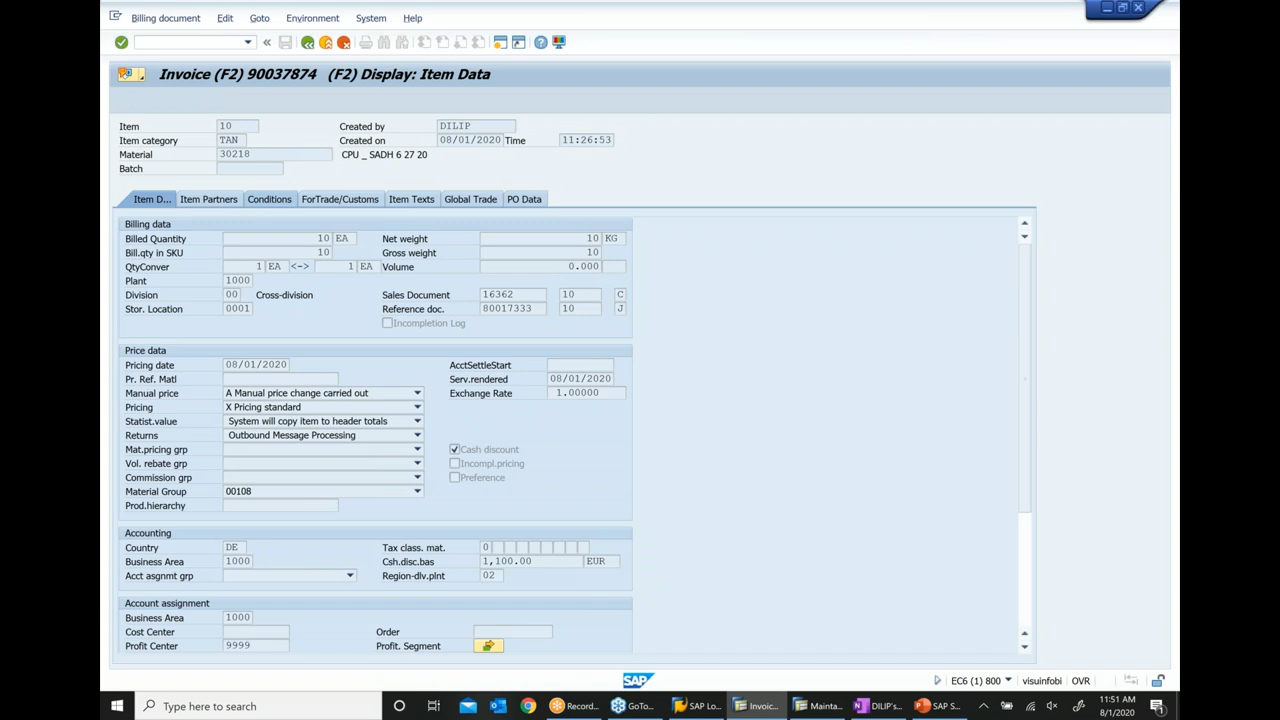 Billing document Edit Goto Environment System Help
Invoice (F2) 90037874 (F2) Display: Item Data
Item 10 Created by DILIP
Item category TAN Created on 08/01/2020 Time 11:26:53
Material 30218 CPU _ SADH 6 27 20
Batch
Item D... Item Partners Conditions ForTrade/Customs Item Texts Global Trade PO Data
Billing data
Billed Quantity 10 EA Net weight 10 KG
Bill.qty in SKU 10 Gross weight 10
QtyConver 1 EA <-> 1 EA Volume 0.000
Plant 1000
Division 00 Cross-division Sales Document 16362 10 C
Stor. Location 0001 Reference doc. 80017333 10 J
Incompletion Log
Price data
Pricing date 08/01/2020 AcctSettleStart
Pr. Ref. Matl Serv.rendered 08/01/2020
Manual price A Manual price change carried out Exchange Rate 1.00000
Pricing X Pricing standard
Statist.value System will copy item to header totals
Returns Outbound Message Processing
Mat.pricing grp Cash discount
Vol. rebate grp Incompl.pricing
Commission grp Preference
Material Group 00108
Prod.hierarchy
Accounting
Country DE Tax class. mat. 0
Business Area 1000 Csh.disc.bas 1,100.00 EUR
Acct asgnmt grp Region-dlv.plnt 02
Account assignment
Business Area 1000
Cost Center Order
Profit Center 9999 Profit. Segment
SAP EC6 (1) 800 visuinfobi OVR
Type here to search Record... GoTo... SAP Lo... Invoic... Mainta... DILIP's... SAP S... 11:51 AM
8/1/2020